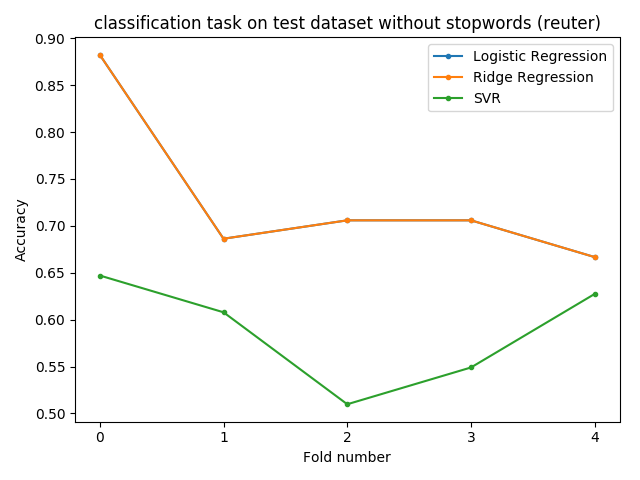 classification task on test dataset without stopwords (reuter)
Logistic Regression
Ridge Regression
SVR
Accuracy
0.90
0.85
0.80
0.75
0.70
0.65
0.60
0.55
0.50
0 1 2 3 4
Fold number